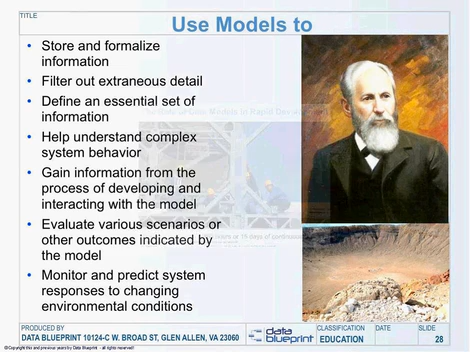 TITLE
Use Models to
• Store and formalize
information
• Filter out extraneous detail
• Define an essential set of
information
• Help understand complex
system behavior
• Gain information from the
process of developing and
interacting with the model
• Evaluate various scenarios or
other outcomes indicated by
the model
• Monitor and predict system
responses to changing
environmental conditions
PRODUCED BY
DATA BLUEPRINT 10124-C W. BROAD ST, GLEN ALLEN, VA 23060
data
blueprint
CLASSIFICATION
EDUCATION
DATE
SLIDE
28
©Copyright this and previous years by Data Blueprint - all rights reserved!